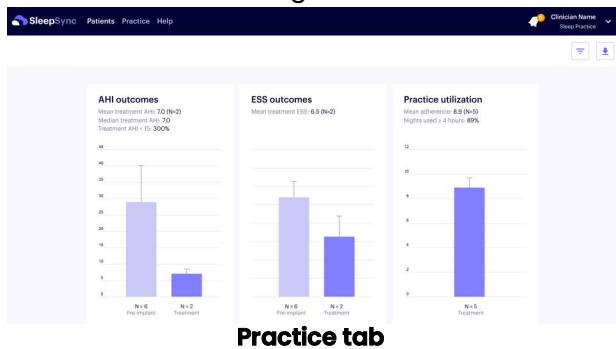 SleepSync Patients Practice Help
Clinician Name
Sleep Practice
AHI outcomes
Mean treatment AHI: 7.0 (N=2)
Median treatment AHI: 7.0
Treatment AHI < 15: 300%
45
40
35
30
25
20
15
10
5
0
N = 6
Pre-implant
N = 2
Treatment
ESS outcomes
Mean treatment ESS: 6.5 (N=2)
N = 6
Pre-implant
N = 2
Treatment
Practice utilization
Mean adherence: 8.9 (N=5)
Nights used ≥ 4 hours: 89%
12
10
8
6
4
2
0
N = 5
Treatment
Practice tab